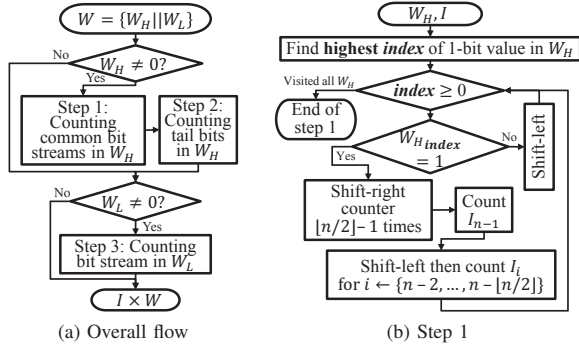 W = {W_H||W_L}
No
W_H ≠ 0?
Yes
Step 1:
Counting
common bit
streams in W_H
Step 2:
Counting
tail bits
in W_H
No
W_L ≠ 0?
Yes
Step 3: Counting
bit stream in W_L
I × W
(a) Overall flow
W_H, I
Find highest index of 1-bit value in W_H
Visited all W_H
index ≥ 0
End of
step 1
W_H index
= 1
No
Yes
Shift-left
Shift-right
counter
⌊n/2⌋−1 times
Count
I_{n−1}
Shift-left then count I_i
for i ← {n − 2, … , n − ⌊n/2⌋}
(b) Step 1